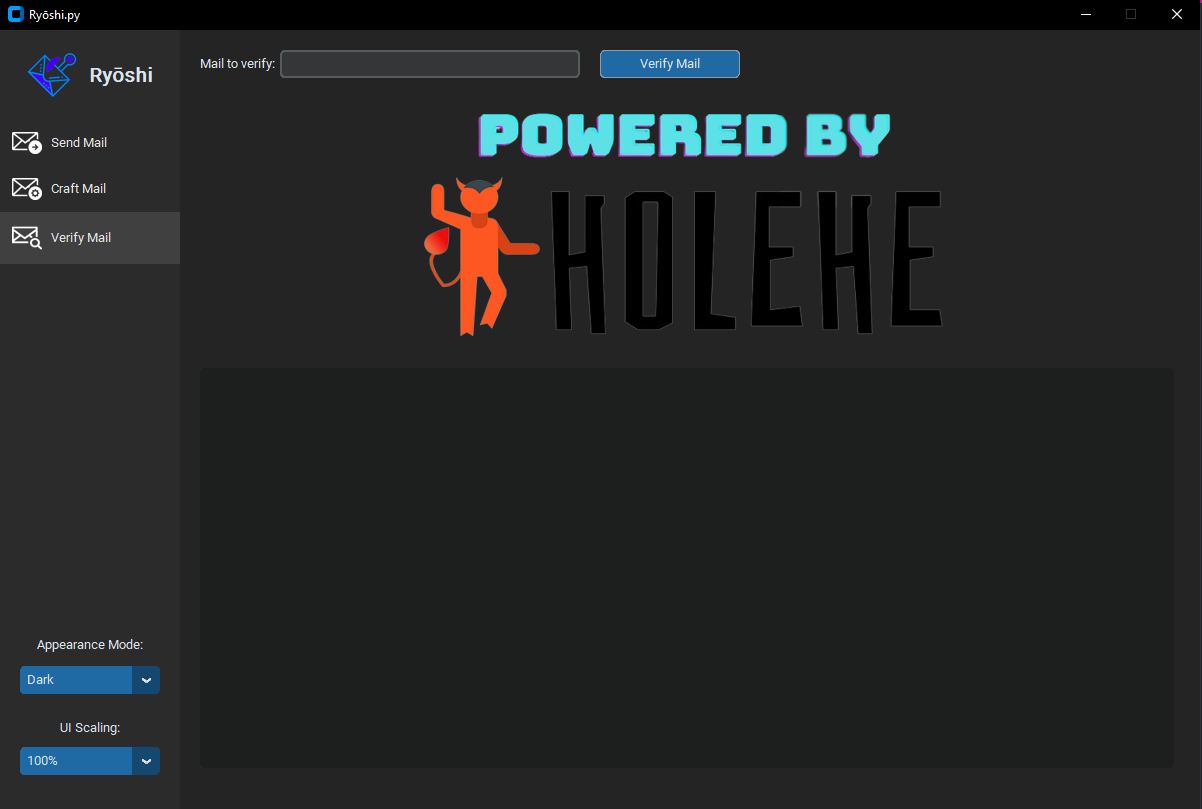 Ryōshi.py
Ryōshi
Send Mail
Craft Mail
Verify Mail
Appearance Mode:
Dark
UI Scaling:
100%
Mail to verify:
Verify Mail
POWERED BY
HOLEHE